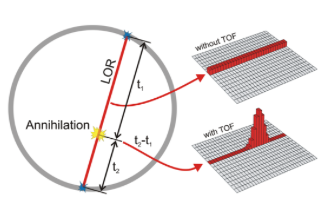 without TOF
LOR
t₁
Annihilation
t₂-t₁
with TOF
t₂